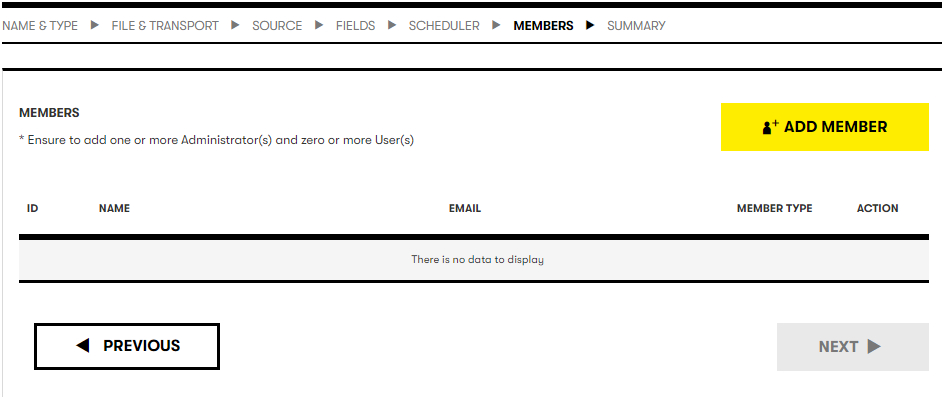 NAME & TYPE FILE & TRANSPORT SOURCE FIELDS SCHEDULER MEMBERS SUMMARY
MEMBERS
* Ensure to add one or more Administrator(s) and zero or more User(s)
ADD MEMBER
ID NAME EMAIL MEMBER TYPE ACTION
There is no data to display
PREVIOUS NEXT